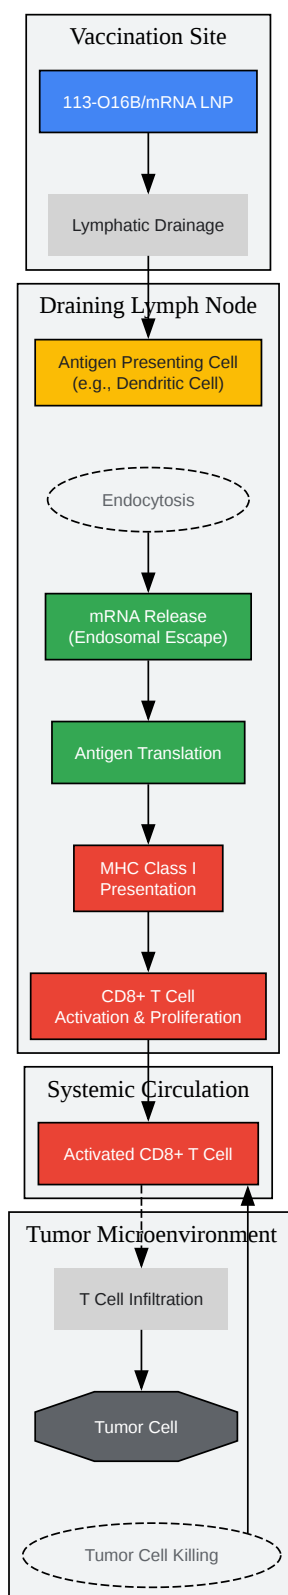 Vaccination Site
113-O16B/mRNA LNP
Lymphatic Drainage
Draining Lymph Node
Antigen Presenting Cell
(e.g., Dendritic Cell)
Endocytosis
mRNA Release
(Endosomal Escape)
Antigen Translation
MHC Class I
Presentation
CD8+ T Cell
Activation & Proliferation
Systemic Circulation
Activated CD8+ T Cell
Tumor Microenvironment
T Cell Infiltration
Tumor Cell
Tumor Cell Killing